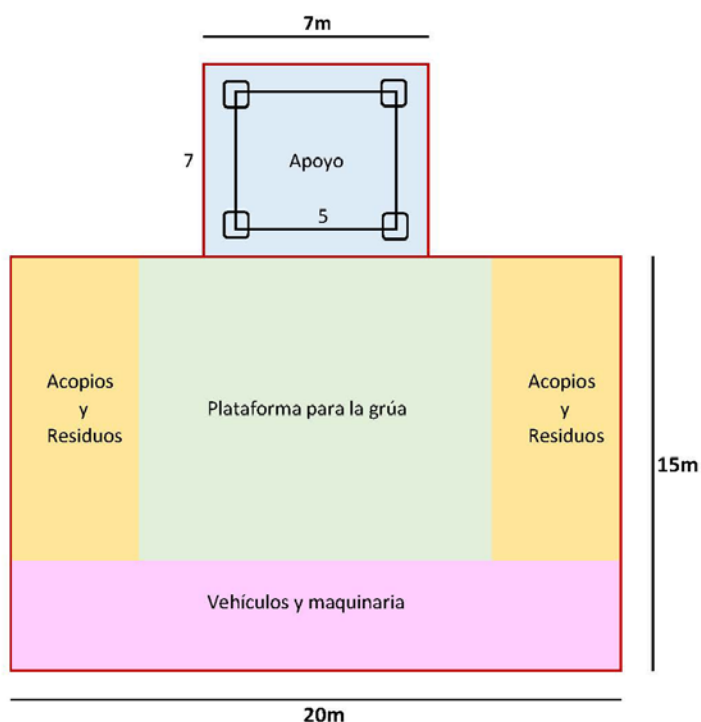 7m
7
Apoyo
5
Acopios
y
Residuos
Plataforma para la grúa
Acopios
y
Residuos
15m
Vehículos y maquinaria
20m